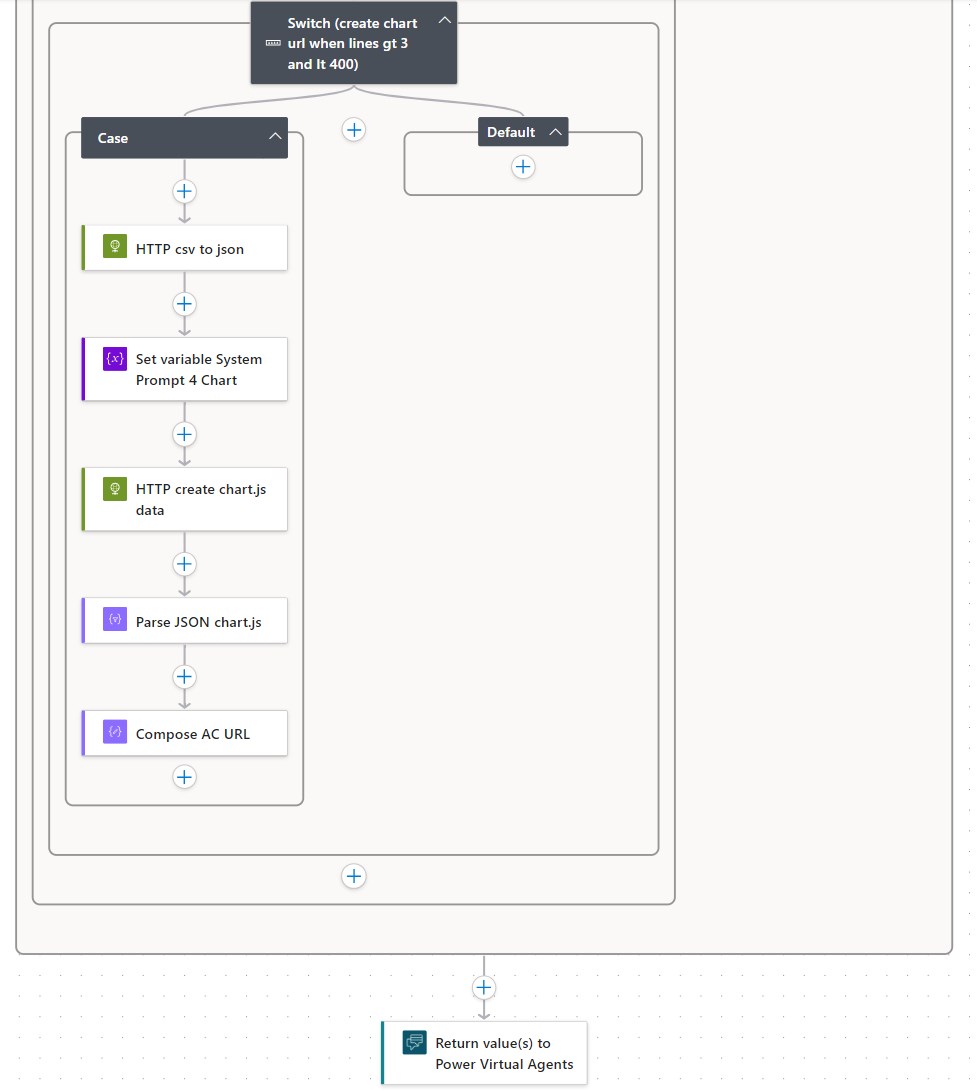 Switch (create chart
url when lines gt 3
and lt 400)
Case
Default
HTTP csv to json
{x}
Set variable System
Prompt 4 Chart
HTTP create chart.js
data
Parse JSON chart.js
Compose AC URL
Return value(s) to
Power Virtual Agents